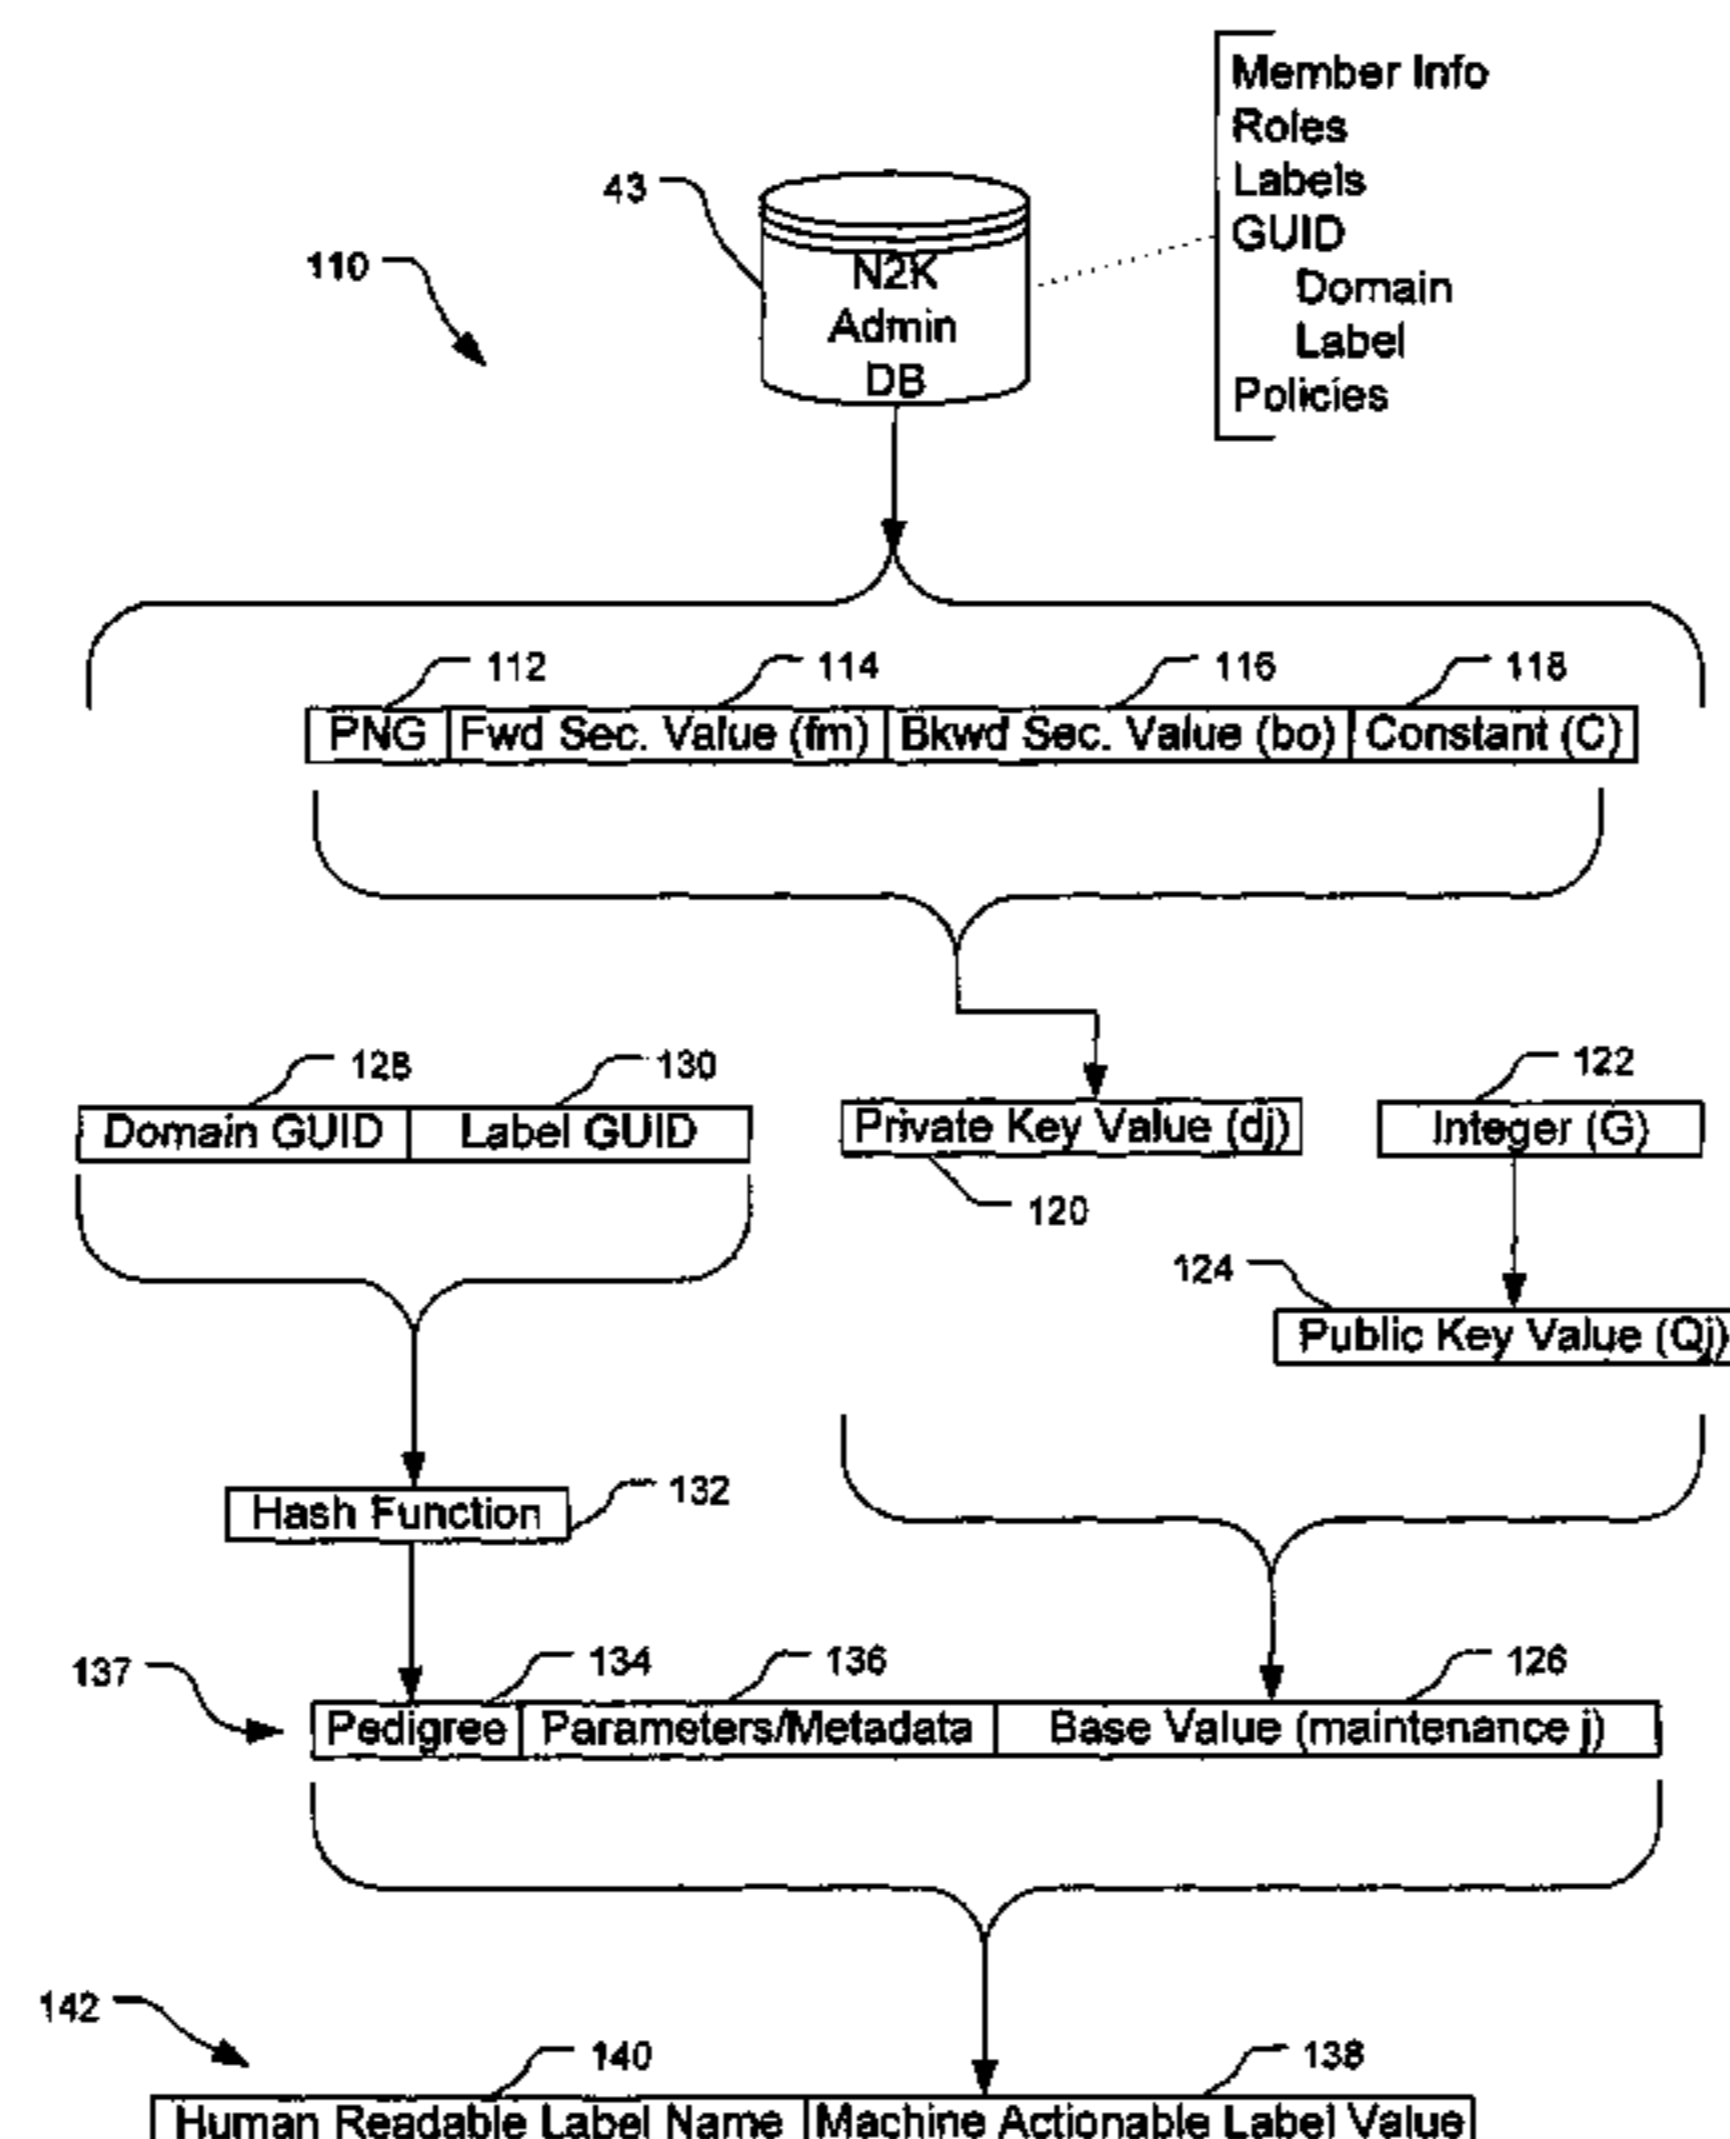 Member Info
Roles
Labels
GUID
Domain
Label
Policies
43
110
N2K
Admin
DB
112
114
116
118
PNG
Fwd Sec. Value (fm)
Bkwd Sec. Value (bo)
Constant (C)
128
130
122
Domain GUID
Label GUID
Private Key Value (dj)
Integer (G)
120
124
Public Key Value (Qj)
Hash Function
132
137
134
136
126
Pedigree
Parameters/Metadata
Base Value (maintenance j)
142
140
138
Human Readable Label Name
Machine Actionable Label Value